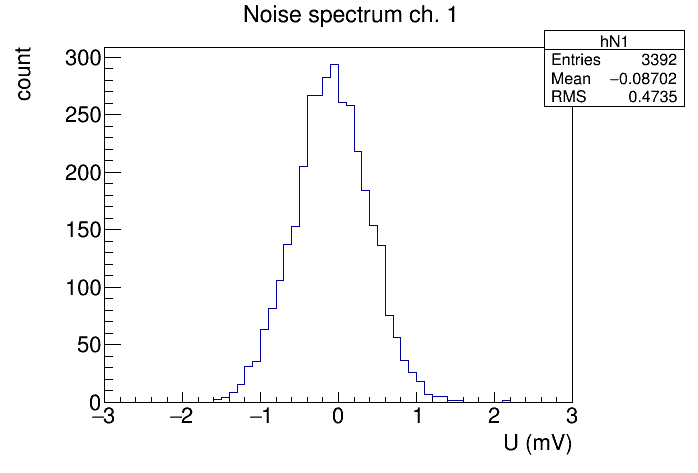 Noise spectrum ch. 1
hN1
Entries 3392
Mean −0.08702
RMS 0.4735
count
300
250
200
150
100
50
0
−3 −2 −1 0 1 2 3
U (mV)